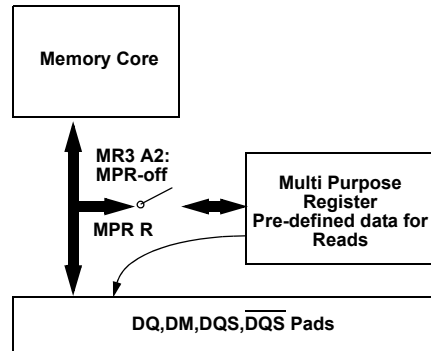 Memory Core
MR3 A2:
MPR-off
MPR R
Multi Purpose
Register
Pre-defined data for
Reads
DQ,DM,DQS,D̅Q̅S̅ Pads